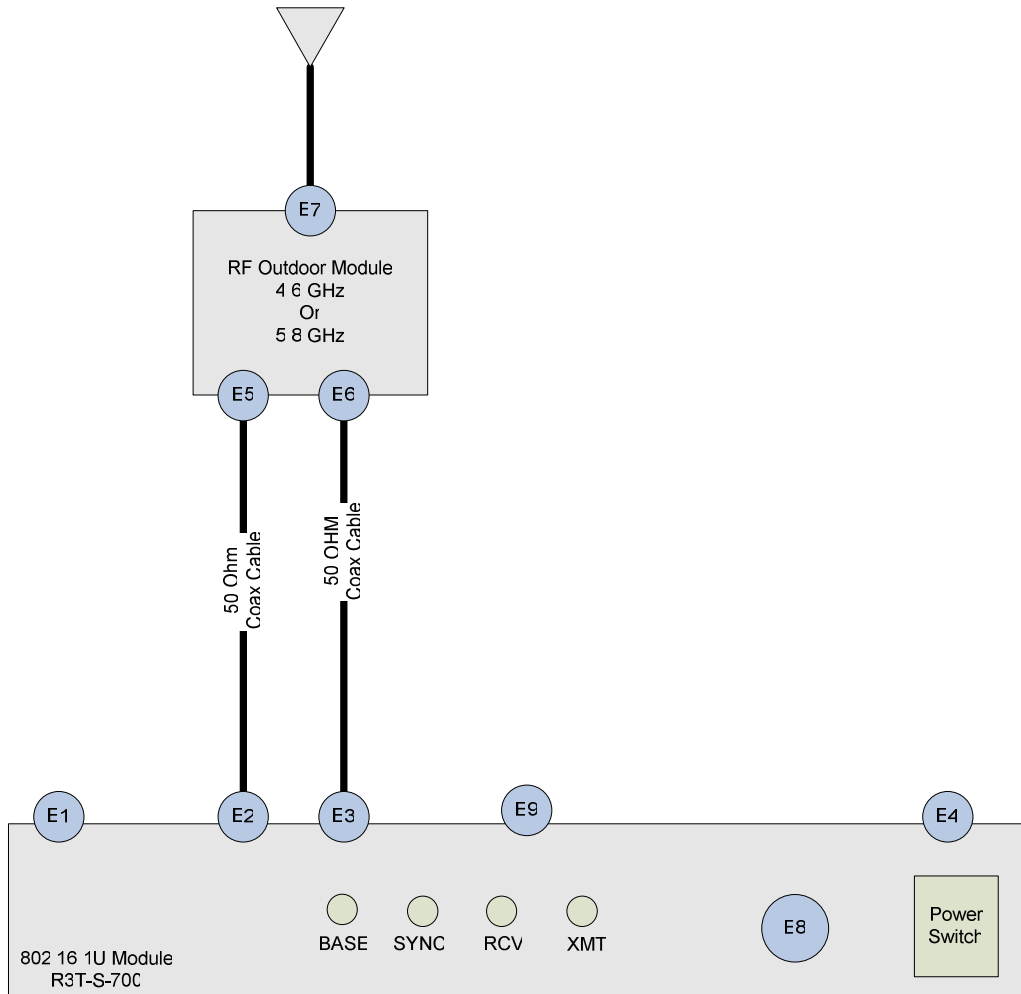 E7
RF Outdoor Module
4 6 GHz
Or
5 8 GHz
E5
E6
50 Ohm
Coax Cable
50 OHM
Coax Cable
E1
E2
E3
E9
E4
BASE
SYNC
RCV
XMT
E8
Power
Switch
802 16 1U Module
R3T-S-700